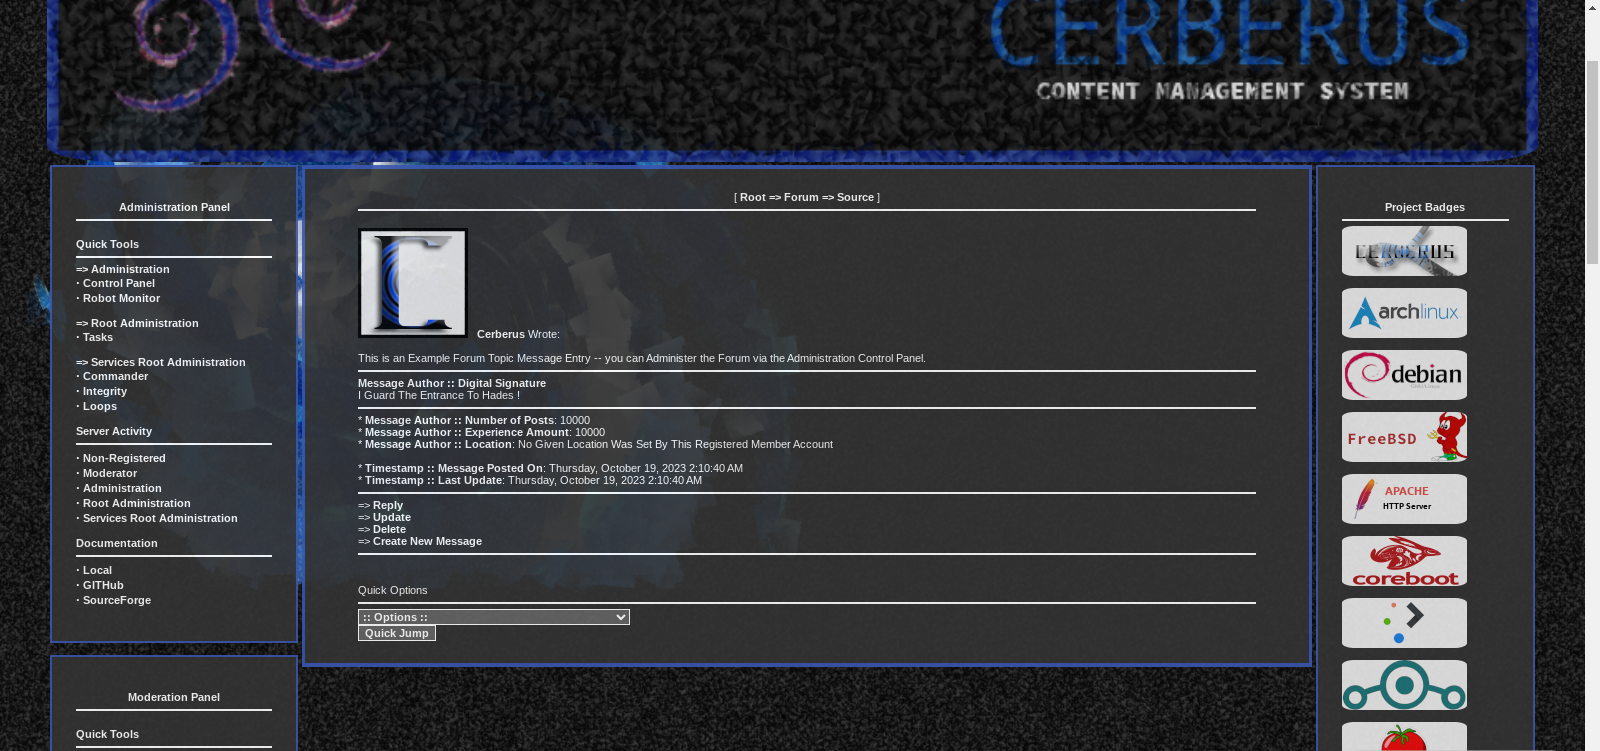 CERBERUS
CONTENT MANAGEMENT SYSTEM
Administration Panel
Quick Tools
=> Administration
· Control Panel
· Robot Monitor
=> Root Administration
· Tasks
=> Services Root Administration
· Commander
· Integrity
· Loops
Server Activity
· Non-Registered
· Moderator
· Administration
· Root Administration
· Services Root Administration
Documentation
· Local
· GITHub
· SourceForge
Moderation Panel
Quick Tools
[ Root => Forum => Source ]
Cerberus Wrote:
This is an Example Forum Topic Message Entry -- you can Administer the Forum via the Administration Control Panel.
Message Author :: Digital Signature
I Guard The Entrance To Hades !
* Message Author :: Number of Posts: 10000
* Message Author :: Experience Amount: 10000
* Message Author :: Location: No Given Location Was Set By This Registered Member Account
* Timestamp :: Message Posted On: Thursday, October 19, 2023 2:10:40 AM
* Timestamp :: Last Update: Thursday, October 19, 2023 2:10:40 AM
=> Reply
=> Update
=> Delete
=> Create New Message
Quick Options
:: Options ::
Quick Jump
Project Badges
CERBERUS
archlinux
debian
FreeBSD
APACHE
HTTP Server
coreboot